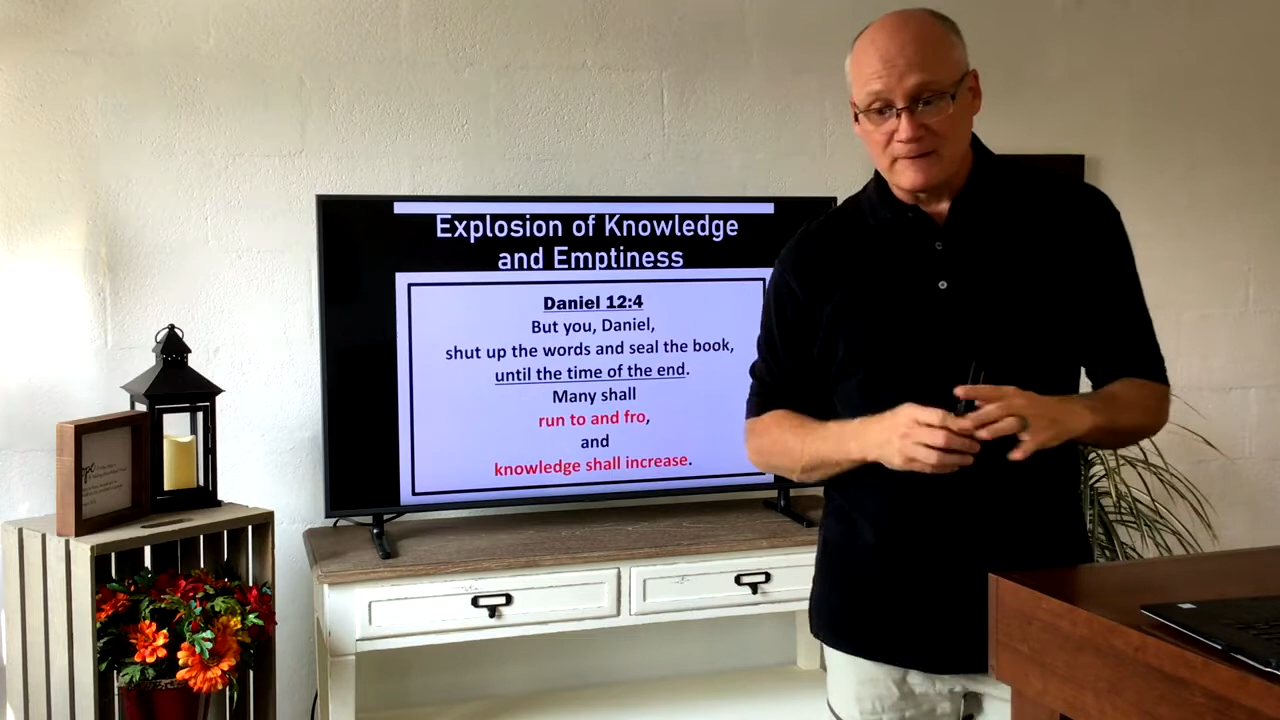 Explosion of Knowledge
and Emptiness
Daniel 12:4
But you, Daniel,
shut up the words and seal the book,
until the time of the end.
Many shall
run to and fro,
and
knowledge shall increase.